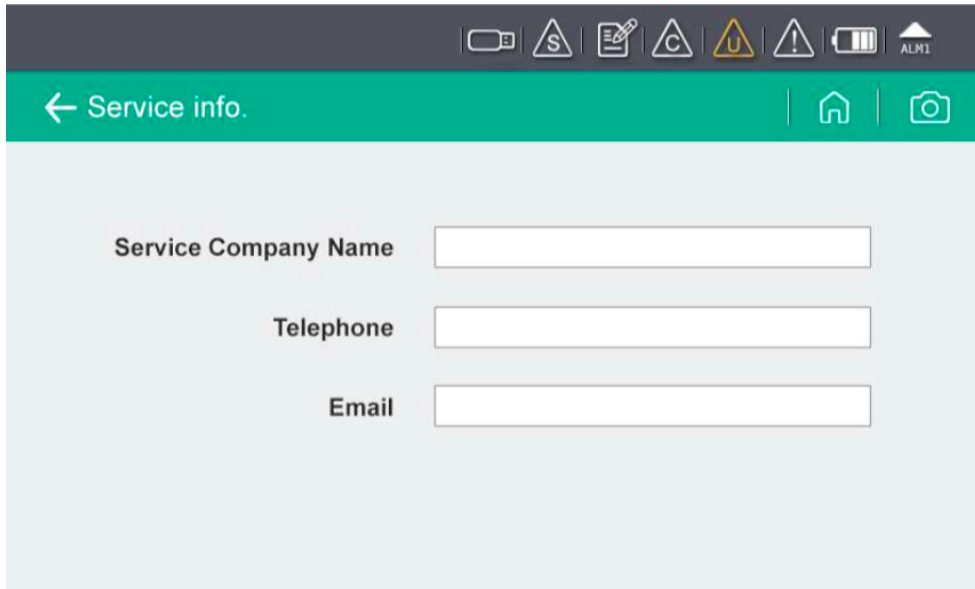 S C U ! ALM1
Service info.
Service Company Name
Telephone
Email